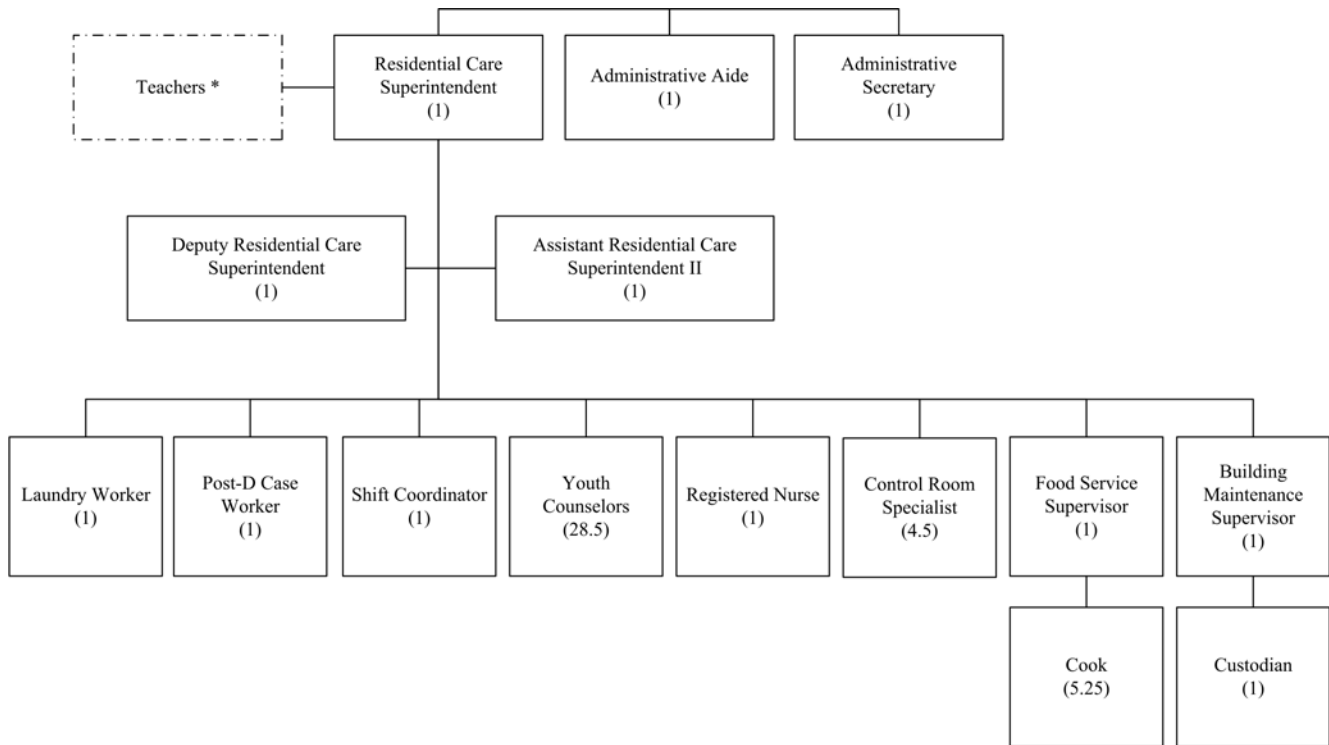 Teachers *
Residential Care
Superintendent
(1)
Administrative Aide
(1)
Administrative
Secretary
(1)
Deputy Residential Care
Superintendent
(1)
Assistant Residential Care
Superintendent II
(1)
Laundry Worker
(1)
Post-D Case
Worker
(1)
Shift Coordinator
(1)
Youth
Counselors
(28.5)
Registered Nurse
(1)
Control Room
Specialist
(4.5)
Food Service
Supervisor
(1)
Building
Maintenance
Supervisor
(1)
Cook
(5.25)
Custodian
(1)